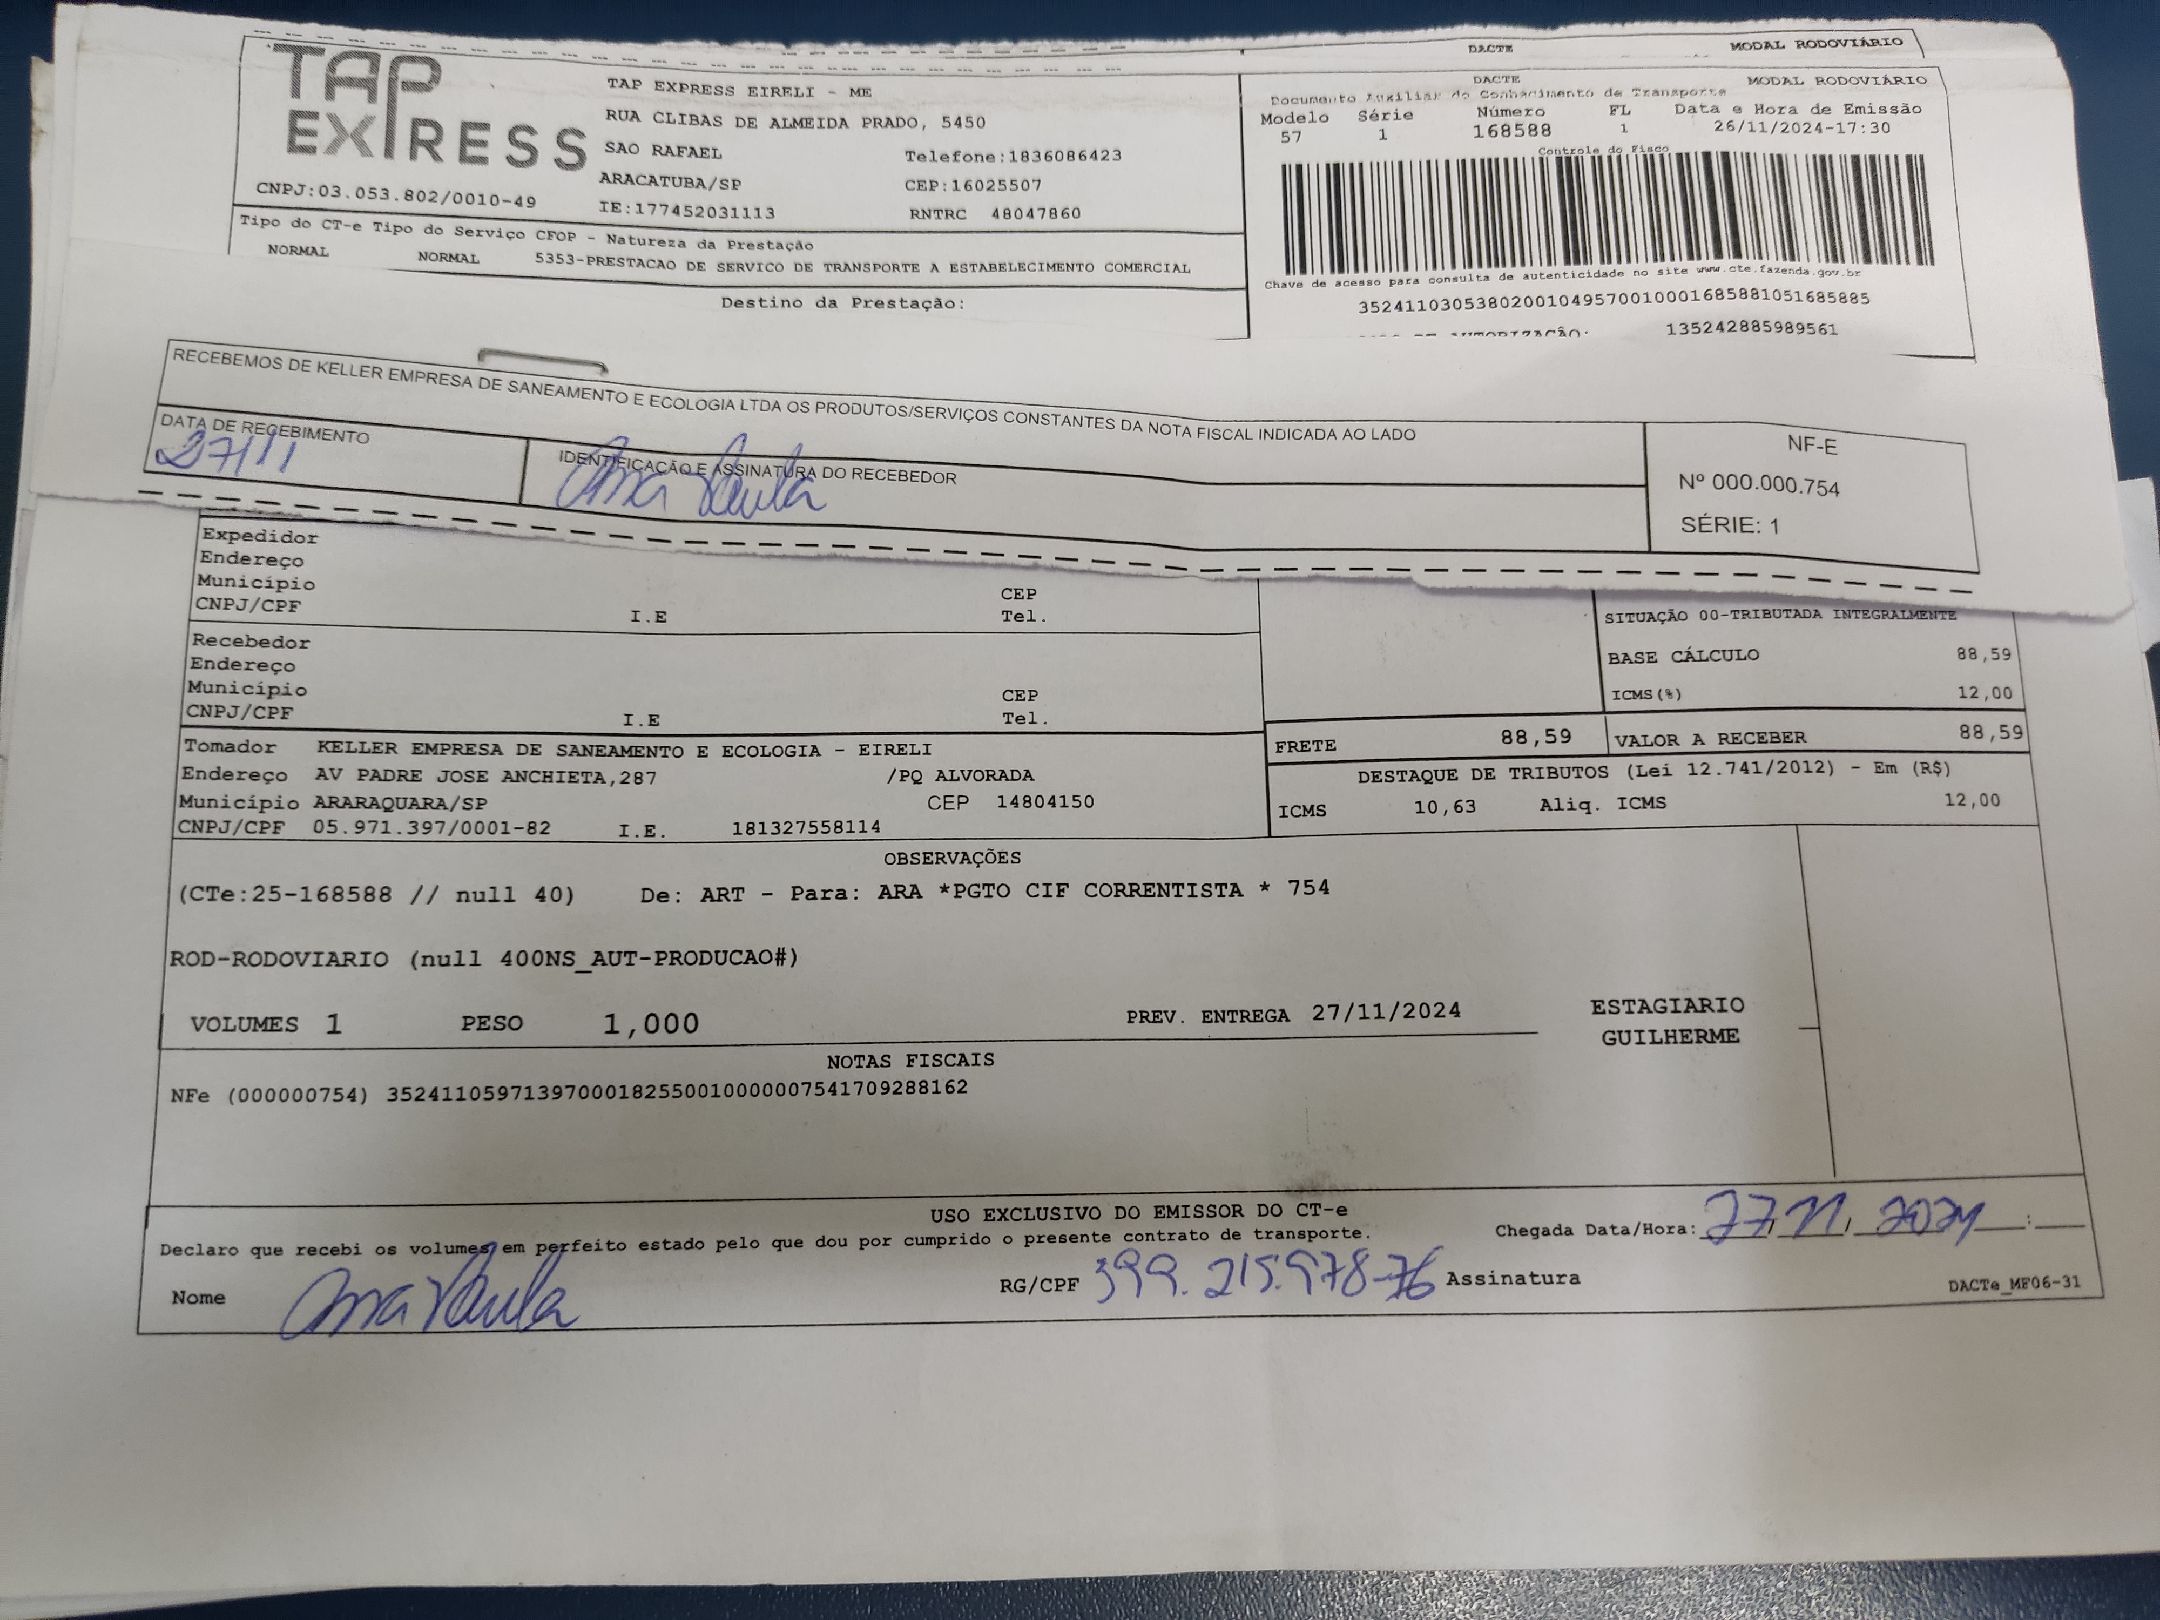 DACTE MODAL RODOVIÁRIO
TAP EXPRESS
TAP EXPRESS EIRELI - ME
RUA CLIBAS DE ALMEIDA PRADO, 5450
SAO RAFAEL Telefone:1836086423
ARACATUBA/SP CEP:16025507
CNPJ:03.053.802/0010-49 IE:177452031113 RNTRC 48047860
DACTE MODAL RODOVIÁRIO
Documento Auxiliar do Conhecimento de Transporte
Modelo Série Número FL Data e Hora de Emissão
57 1 168588 1 26/11/2024-17:30
Controle do Fisco
Chave de acesso para consulta de autenticidade no site www.cte.fazenda.gov.br
35241103053802001049570010001685881051685885
AUTORIZAÇÃO: 135242885989561
Tipo do CT-e Tipo do Serviço CFOP - Natureza da Prestação
NORMAL NORMAL 5353-PRESTACAO DE SERVICO DE TRANSPORTE A ESTABELECIMENTO COMERCIAL
Destino da Prestação:
RECEBEMOS DE KELLER EMPRESA DE SANEAMENTO E ECOLOGIA LTDA OS PRODUTOS/SERVIÇOS CONSTANTES DA NOTA FISCAL INDICADA AO LADO
DATA DE RECEBIMENTO
27/11
IDENTIFICAÇÃO E ASSINATURA DO RECEBEDOR
Ana Paula
NF-E
Nº 000.000.754
SÉRIE: 1
Expedidor
Endereço
Município CEP
CNPJ/CPF I.E Tel.
Recebedor
Endereço
Município CEP
CNPJ/CPF I.E Tel.
SITUAÇÃO 00-TRIBUTADA INTEGRALMENTE
BASE CÁLCULO 88,59
ICMS(%) 12,00
FRETE 88,59 VALOR A RECEBER 88,59
Tomador KELLER EMPRESA DE SANEAMENTO E ECOLOGIA - EIRELI
Endereço AV PADRE JOSE ANCHIETA,287 /PQ ALVORADA
Município ARARAQUARA/SP CEP 14804150
CNPJ/CPF 05.971.397/0001-82 I.E. 181327558114
DESTAQUE DE TRIBUTOS (Lei 12.741/2012) - Em (R$)
ICMS 10,63 Aliq. ICMS 12,00
OBSERVAÇÕES
(CTe:25-168588 // null 40) De: ART - Para: ARA *PGTO CIF CORRENTISTA * 754
ROD-RODOVIARIO (null 400NS_AUT-PRODUCAO#)
VOLUMES 1 PESO 1,000 PREV. ENTREGA 27/11/2024
ESTAGIARIO
GUILHERME
NOTAS FISCAIS
NFe (000000754) 35241105971397000182550010000007541709288162
USO EXCLUSIVO DO EMISSOR DO CT-e
Declaro que recebi os volumes em perfeito estado pelo que dou por cumprido o presente contrato de transporte. Chegada Data/Hora: 27/11/2024 :
Nome Ana Paula RG/CPF 399.215.978-76 Assinatura
DACTe_MF06-31